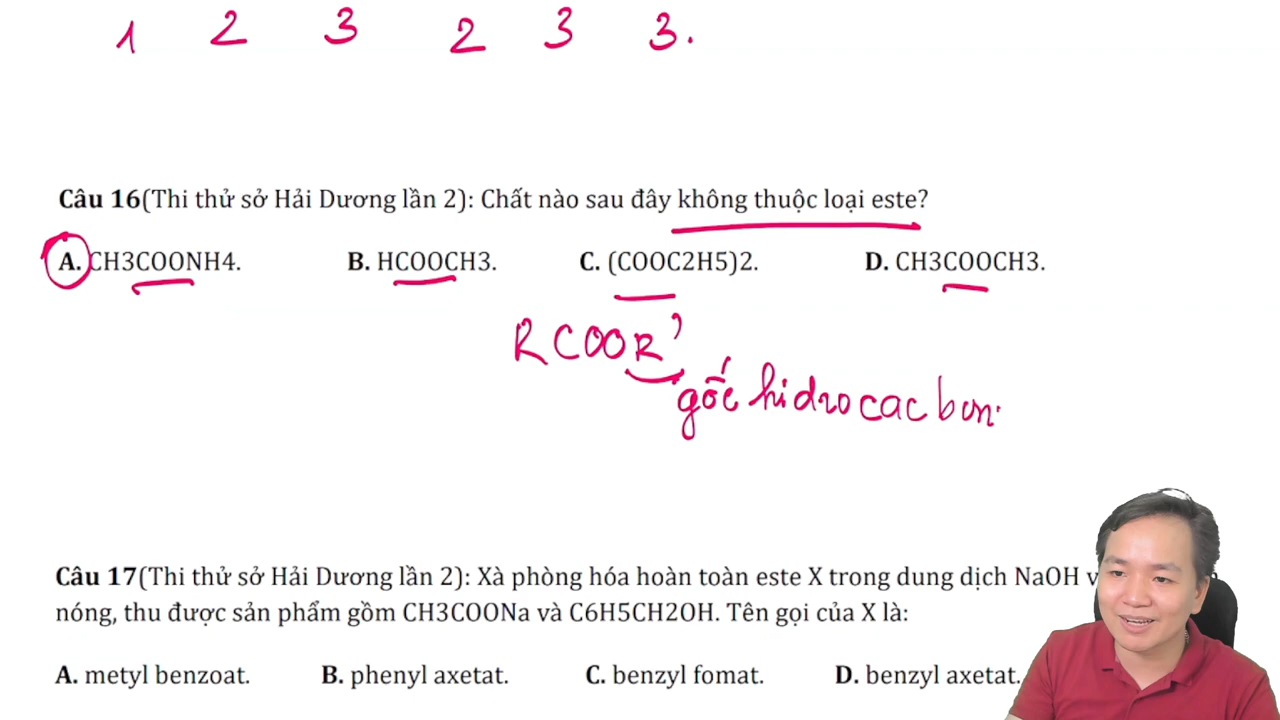 1 2 3 2 3 3.
Câu 16(Thi thử sở Hải Dương lần 2): Chất nào sau đây không thuộc loại este?
A. CH3COONH4. B. HCOOCH3. C. (COOC2H5)2. D. CH3COOCH3.
RCOOR'
gốc hidrocacbon.
Câu 17(Thi thử sở Hải Dương lần 2): Xà phòng hóa hoàn toàn este X trong dung dịch NaOH
nóng, thu được sản phẩm gồm CH3COONa và C6H5CH2OH. Tên gọi của X là:
A. metyl benzoat. B. phenyl axetat. C. benzyl fomat. D. benzyl axetat.